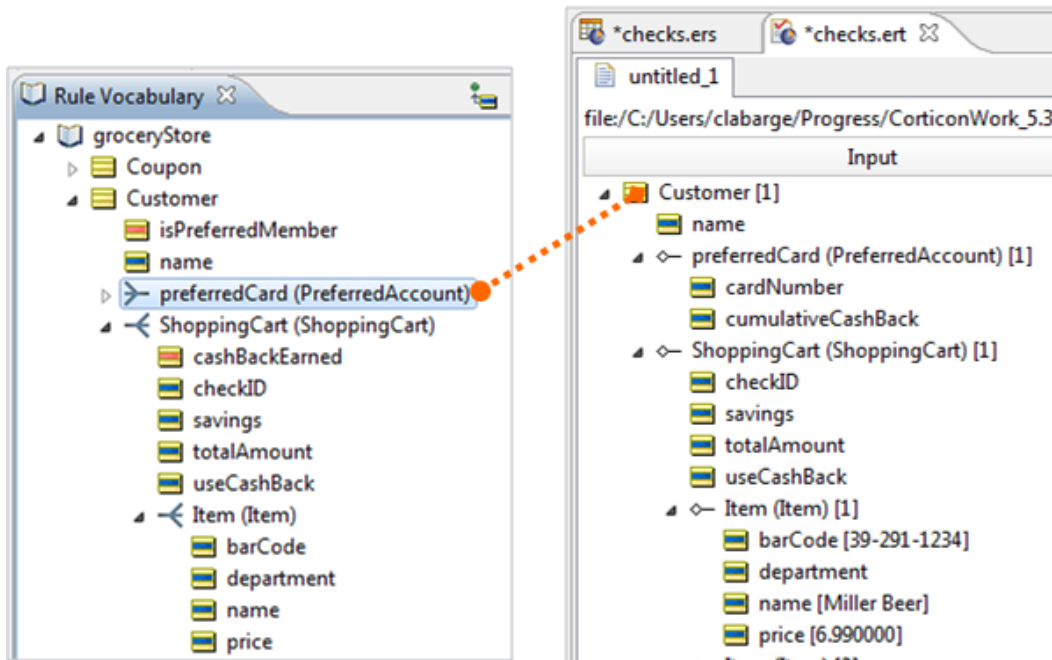 Rule Vocabulary
groceryStore
Coupon
Customer
isPreferredMember
name
preferredCard (PreferredAccount)
ShoppingCart (ShoppingCart)
cashBackEarned
checkID
savings
totalAmount
useCashBack
Item (Item)
barCode
department
name
price
*checks.ers
*checks.ert
untitled_1
file:/C:/Users/clabarge/Progress/CorticonWork_5.3
Input
Customer [1]
name
preferredCard (PreferredAccount) [1]
cardNumber
cumulativeCashBack
ShoppingCart (ShoppingCart) [1]
checkID
savings
totalAmount
useCashBack
Item (Item) [1]
barCode [39-291-1234]
department
name [Miller Beer]
price [6.990000]